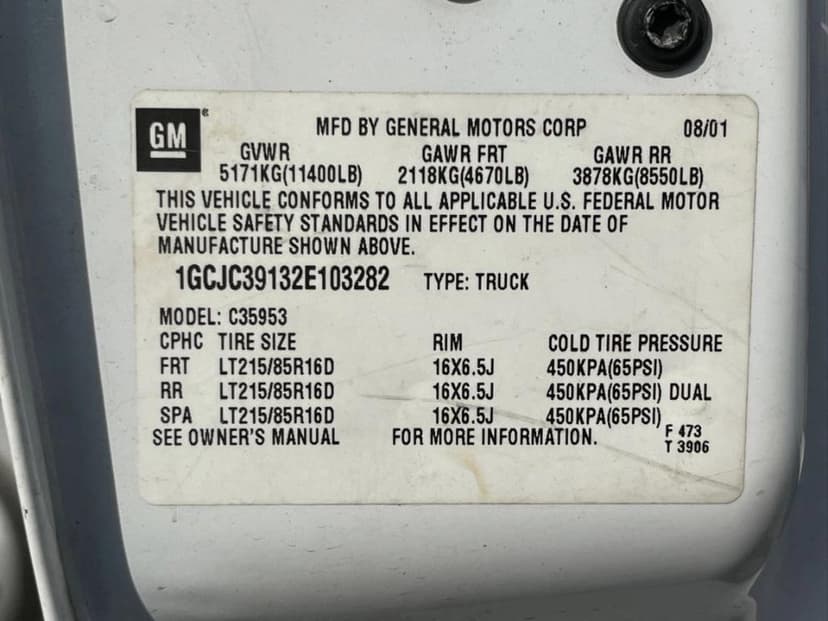 GM®
MFD BY GENERAL MOTORS CORP 08/01
GVWR GAWR FRT GAWR RR
5171KG(11400LB) 2118KG(4670LB) 3878KG(8550LB)
THIS VEHICLE CONFORMS TO ALL APPLICABLE U.S. FEDERAL MOTOR
VEHICLE SAFETY STANDARDS IN EFFECT ON THE DATE OF
MANUFACTURE SHOWN ABOVE.
1GCJC39132E103282 TYPE: TRUCK
MODEL: C35953
CPHC TIRE SIZE RIM COLD TIRE PRESSURE
FRT LT215/85R16D 16X6.5J 450KPA(65PSI)
RR LT215/85R16D 16X6.5J 450KPA(65PSI) DUAL
SPA LT215/85R16D 16X6.5J 450KPA(65PSI)
SEE OWNER'S MANUAL FOR MORE INFORMATION. F 473
T 3906